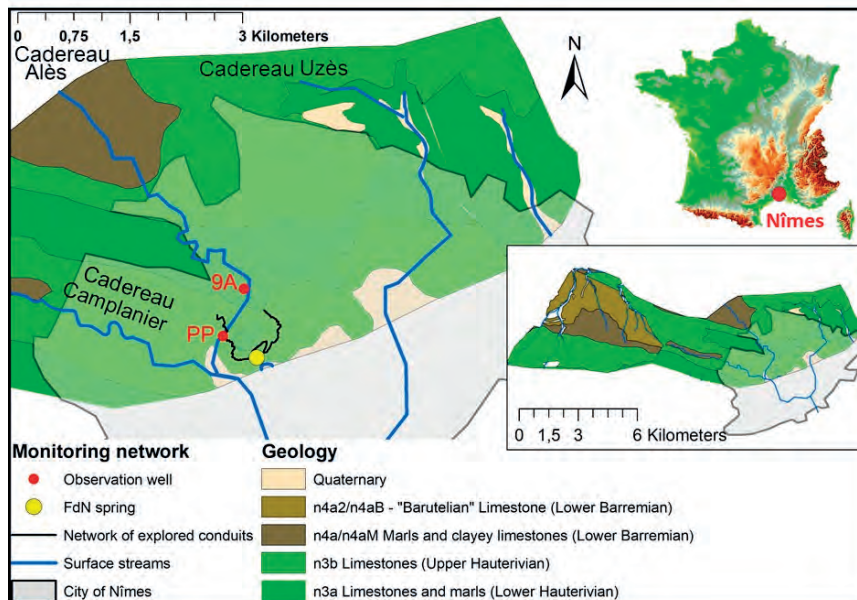 0 0,75 1,5 3 Kilometers
Cadereau
Alès
Cadereau Uzès
N
Nîmes
9A
Cadereau
Camplanier
PP
0 1,5 3 6 Kilometers
Monitoring network
Observation well
FdN spring
Network of explored conduits
Surface streams
City of Nîmes
Geology
Quaternary
n4a2/n4aB - "Barutelian" Limestone (Lower Barremian)
n4a/n4aM Marls and clayey limestones (Lower Barremian)
n3b Limestones (Upper Hauterivian)
n3a Limestones and marls (Lower Hauterivian)